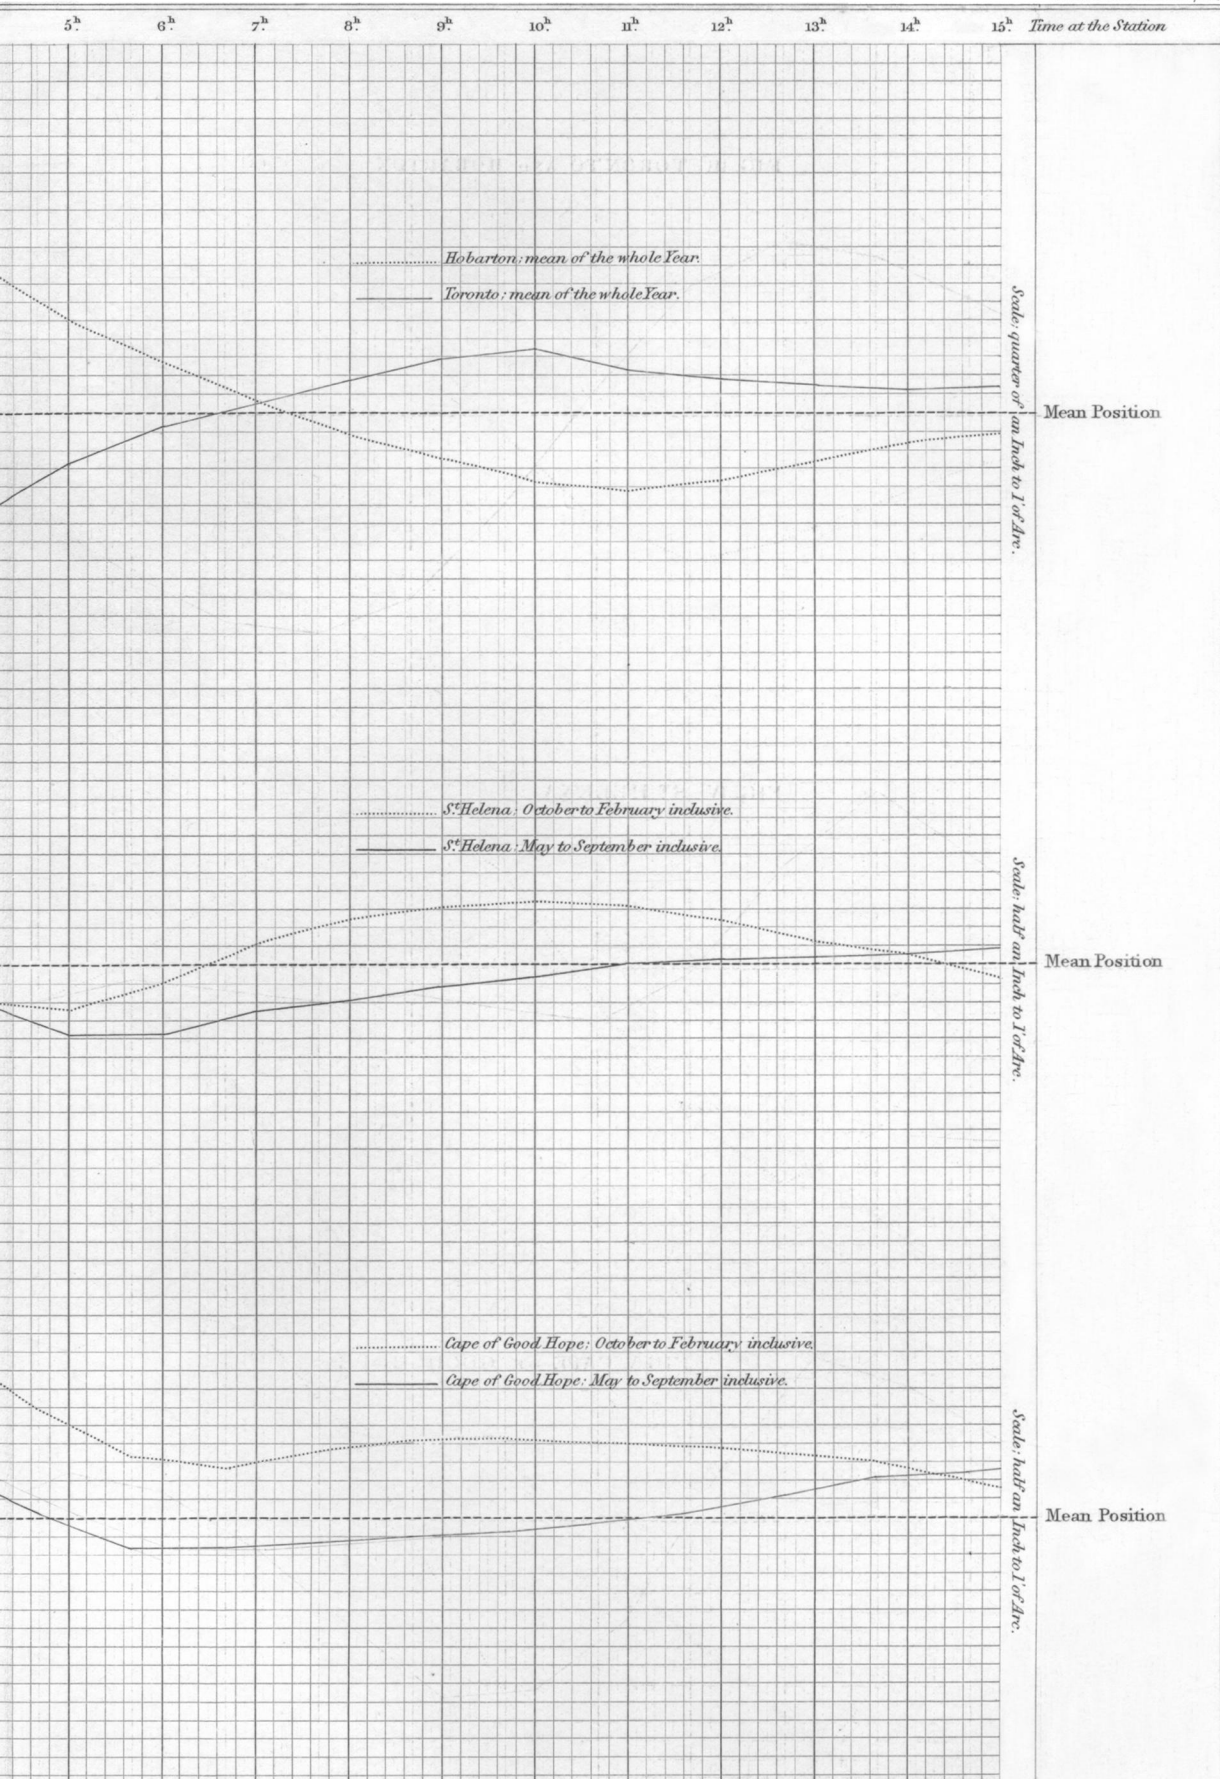 5ʰ. 6ʰ. 7ʰ. 8ʰ. 9ʰ. 10ʰ. 11ʰ. 12ʰ. 13ʰ. 14ʰ. 15ʰ. Time at the Station
Hobarton; mean of the whole Year.
Toronto; mean of the whole Year.
Scale; quarter of an Inch to 1' of Arc.
Mean Position
Sᵗ. Helena: October to February inclusive.
Sᵗ. Helena: May to September inclusive.
Scale; half an Inch to 1' of Arc.
Mean Position
Cape of Good Hope: October to February inclusive.
Cape of Good Hope: May to September inclusive.
Scale; half an Inch to 1' of Arc.
Mean Position